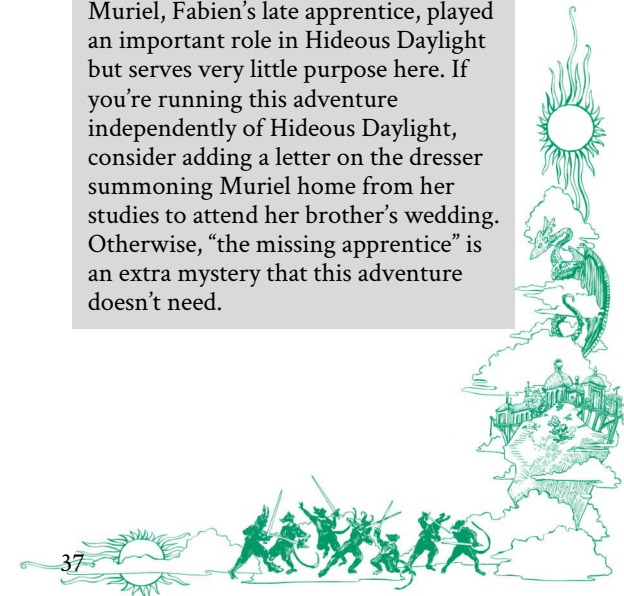 Muriel, Fabien’s late apprentice, played
an important role in Hideous Daylight
but serves very little purpose here. If
you’re running this adventure
independently of Hideous Daylight,
consider adding a letter on the dresser
summoning Muriel home from her
studies to attend her brother’s wedding.
Otherwise, “the missing apprentice” is
an extra mystery that this adventure
doesn’t need.
37